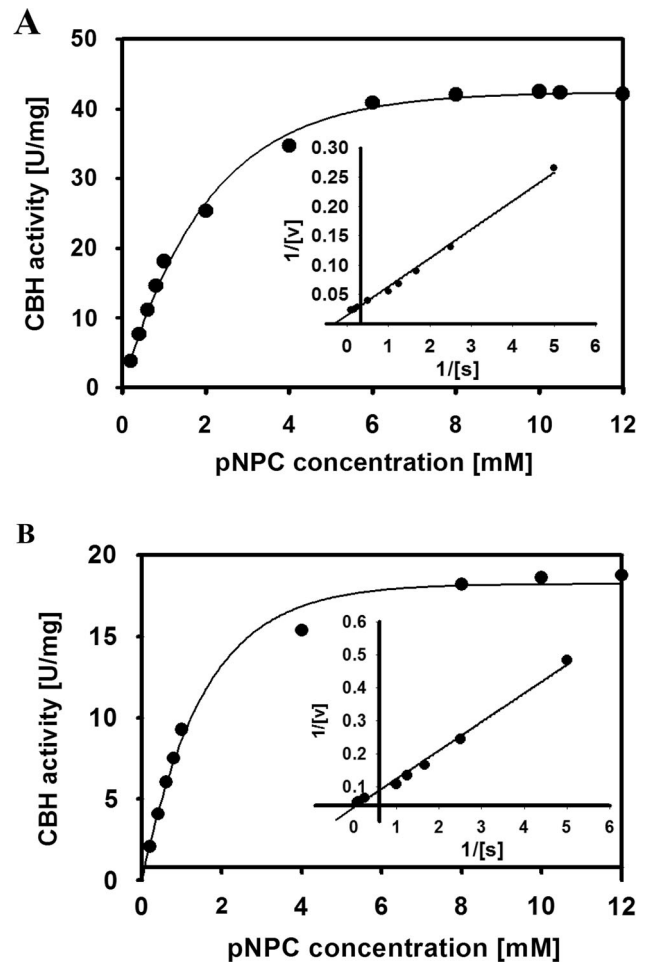 A
CBH activity [U/mg]
50
40
30
20
10
0
0 2 4 6 8 10 12
pNPC concentration [mM]
1/[v]
0.30
0.25
0.20
0.15
0.10
0.05
0 1 2 3 4 5 6
1/[s]
B
CBH activity [U/mg]
20
15
10
5
0
0 2 4 6 8 10 12
pNPC concentration [mM]
1/[v]
0.6
0.5
0.4
0.3
0.2
0.1
0 1 2 3 4 5 6
1/[s]